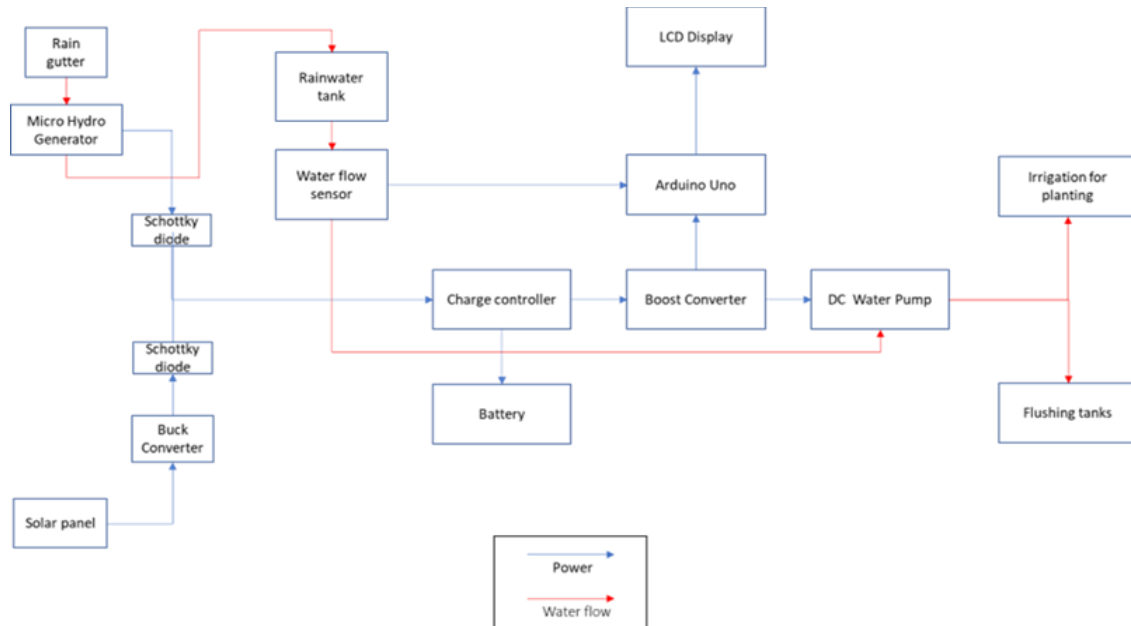 Rain
gutter
Micro Hydro
Generator
Rainwater
tank
Water flow
sensor
LCD Display
Arduino Uno
Irrigation for
planting
Schottky
diode
Charge controller
Boost Converter
DC Water Pump
Schottky
diode
Battery
Flushing tanks
Buck
Converter
Solar panel
Power
Water flow